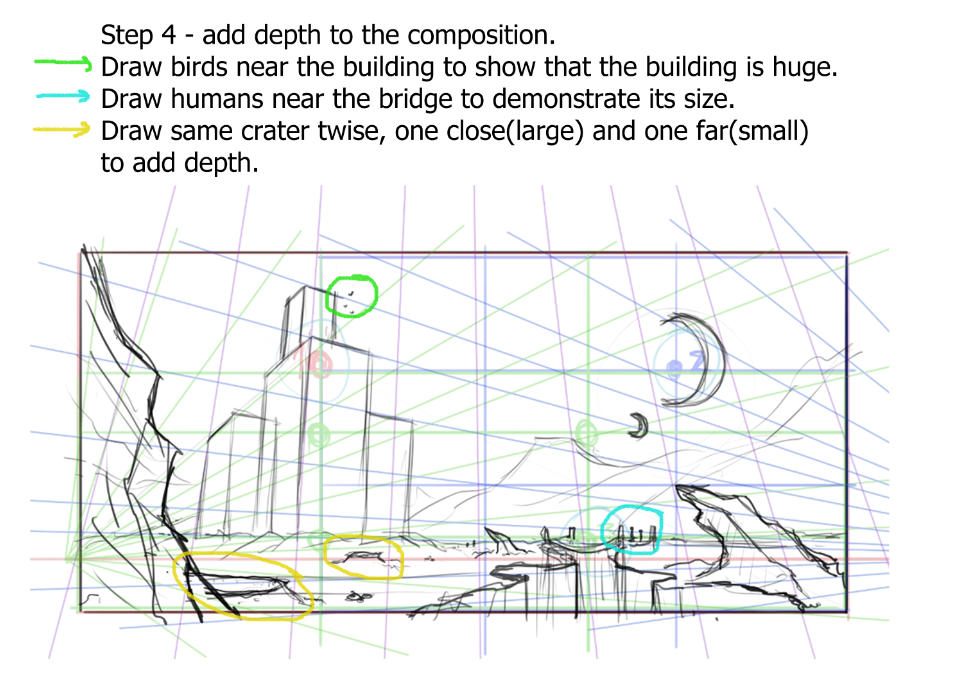 Step 4 - add depth to the composition.
Draw birds near the building to show that the building is huge.
Draw humans near the bridge to demonstrate its size.
Draw same crater twise, one close(large) and one far(small)
to add depth.